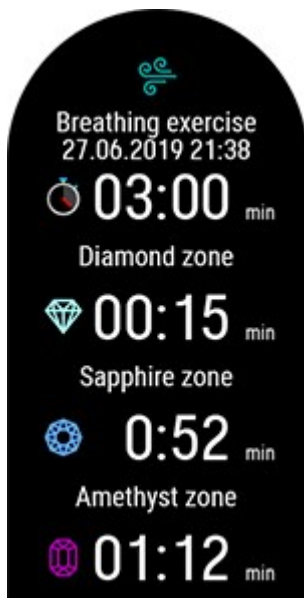 Breathing exercise
27.06.2019 21:38
03:00 min
Diamond zone
00:15 min
Sapphire zone
0:52 min
Amethyst zone
01:12 min